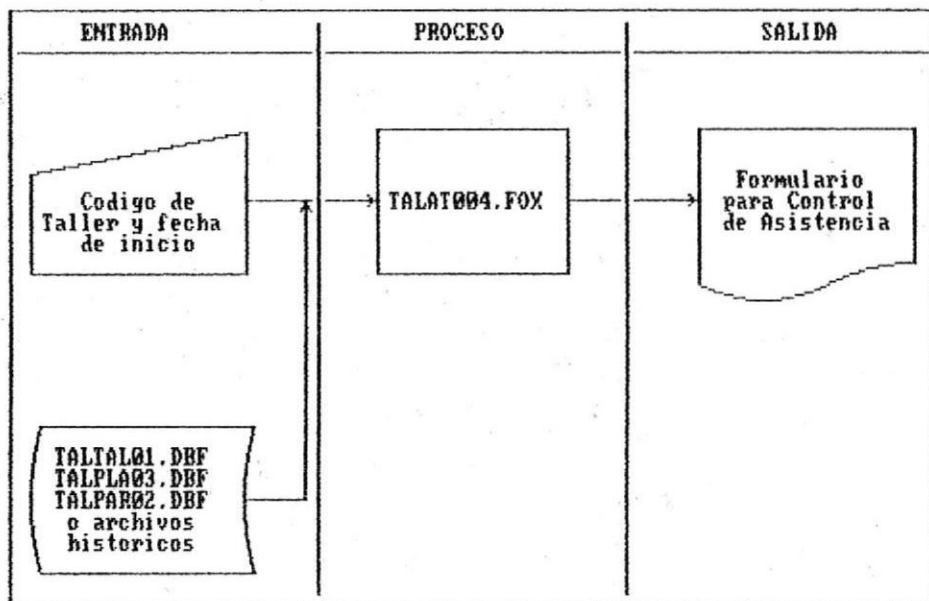 ENTRADA
PROCESO
SALIDA
Codigo de
Taller y fecha
de inicio
TALAT004.FOX
Formulario
para Control
de Asistencia
TALTAL01.DBF
TALPLA03.DBF
TALPAR02.DBF
o archivos
historicos